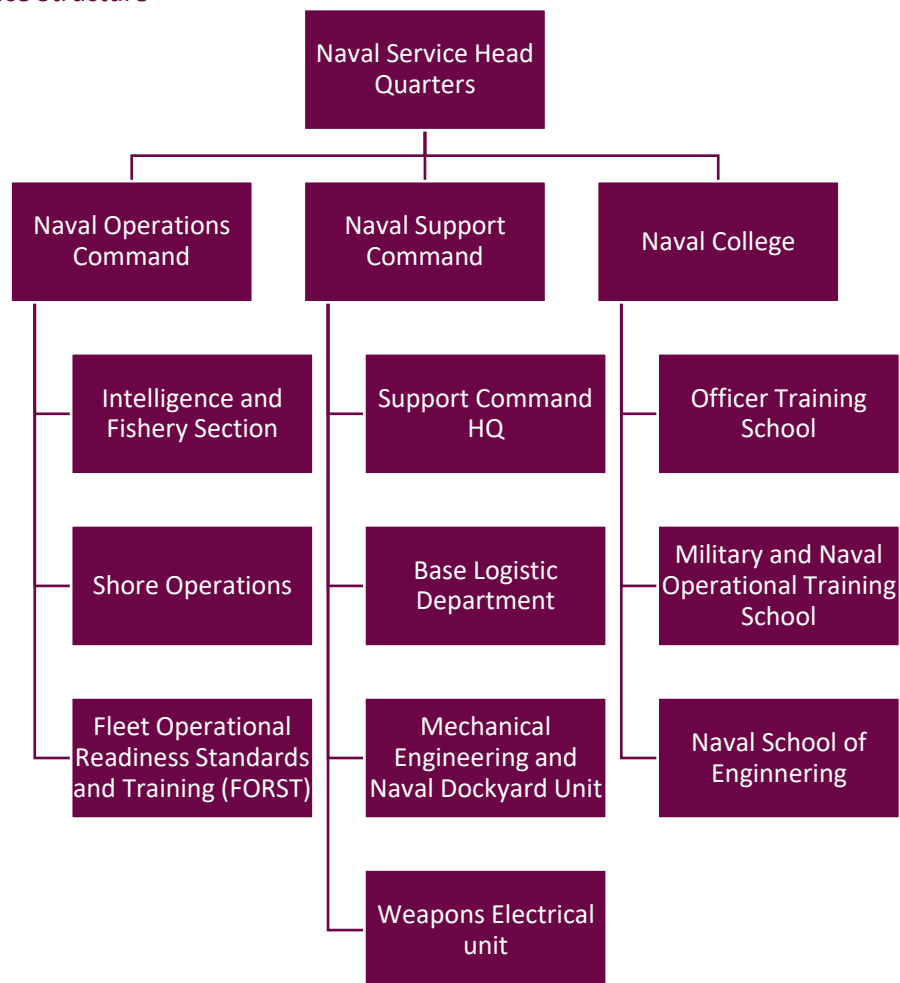 Structure
Naval Service Head
Quarters
Naval Operations
Command
Naval Support
Command
Naval College
Intelligence and
Fishery Section
Support Command
HQ
Officer Training
School
Shore Operations
Base Logistic
Department
Military and Naval
Operational Training
School
Fleet Operational
Readiness Standards
and Training (FORST)
Mechanical
Engineering and
Naval Dockyard Unit
Naval School of
Enginnering
Weapons Electrical
unit